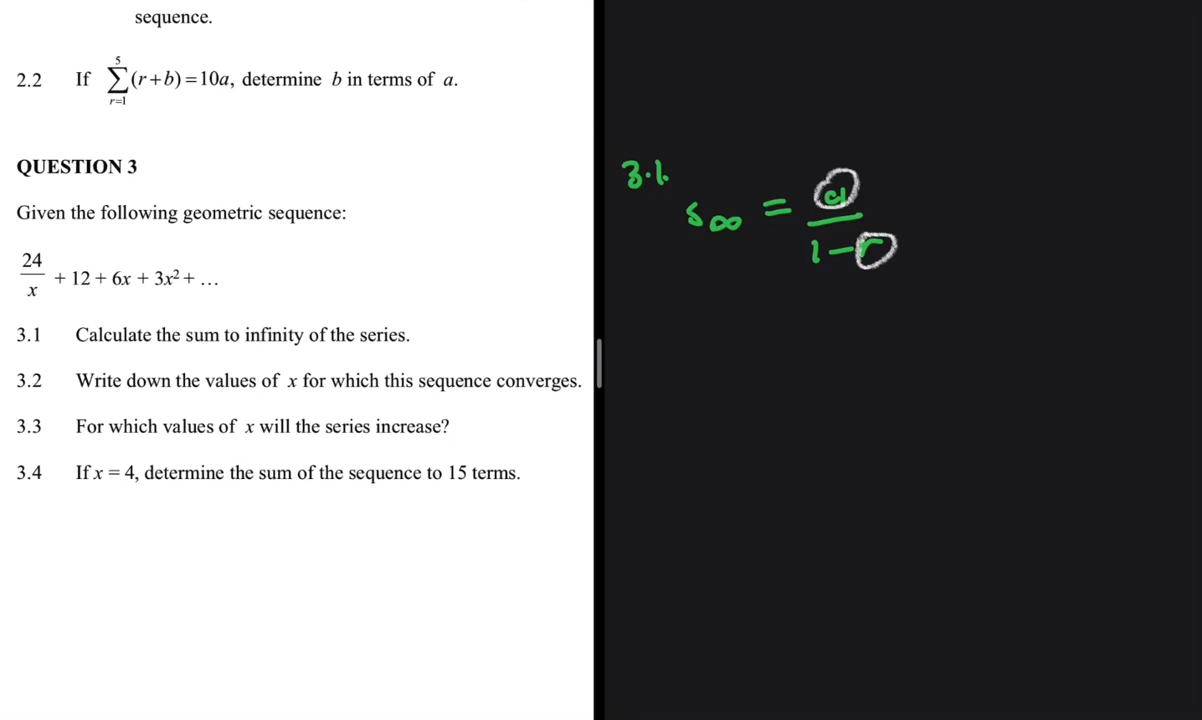 sequence.
2.2 If \sum_{r=1}^{5} (r+b)=10a, determine b in terms of a.
QUESTION 3
Given the following geometric sequence:
\frac{24}{x} + 12 + 6x + 3x² + …
3.1 Calculate the sum to infinity of the series.
3.2 Write down the values of x for which this sequence converges.
3.3 For which values of x will the series increase?
3.4 If x = 4, determine the sum of the sequence to 15 terms.
3.1.
S∞ = \frac{a}{1-r}